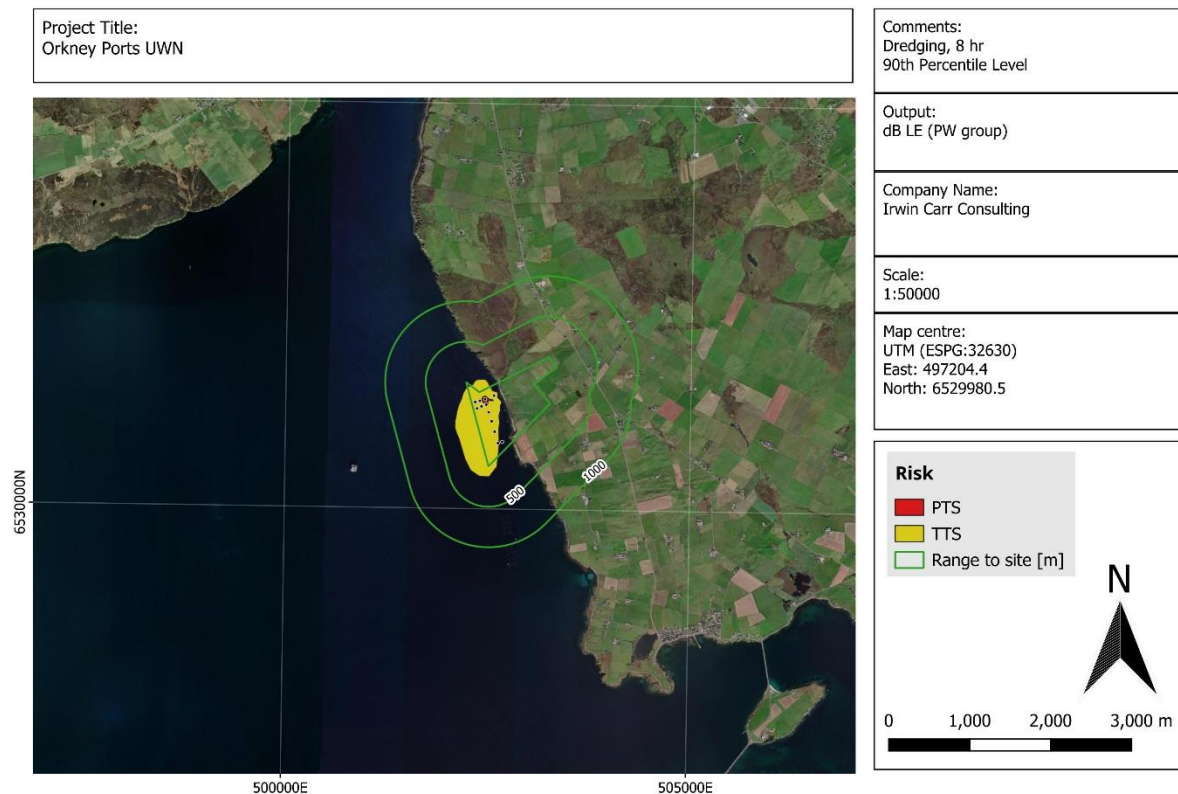 Project Title:
Orkney Ports UWN
Comments:
Dredging, 8 hr
90th Percentile Level
Output:
dB LE (PW group)
Company Name:
Irwin Carr Consulting
Scale:
1:50000
Map centre:
UTM (ESPG:32630)
East: 497204.4
North: 6529980.5
500
1000
6530000N
500000E
505000E
Risk
PTS
TTS
Range to site [m]
N
0 1,000 2,000 3,000 m